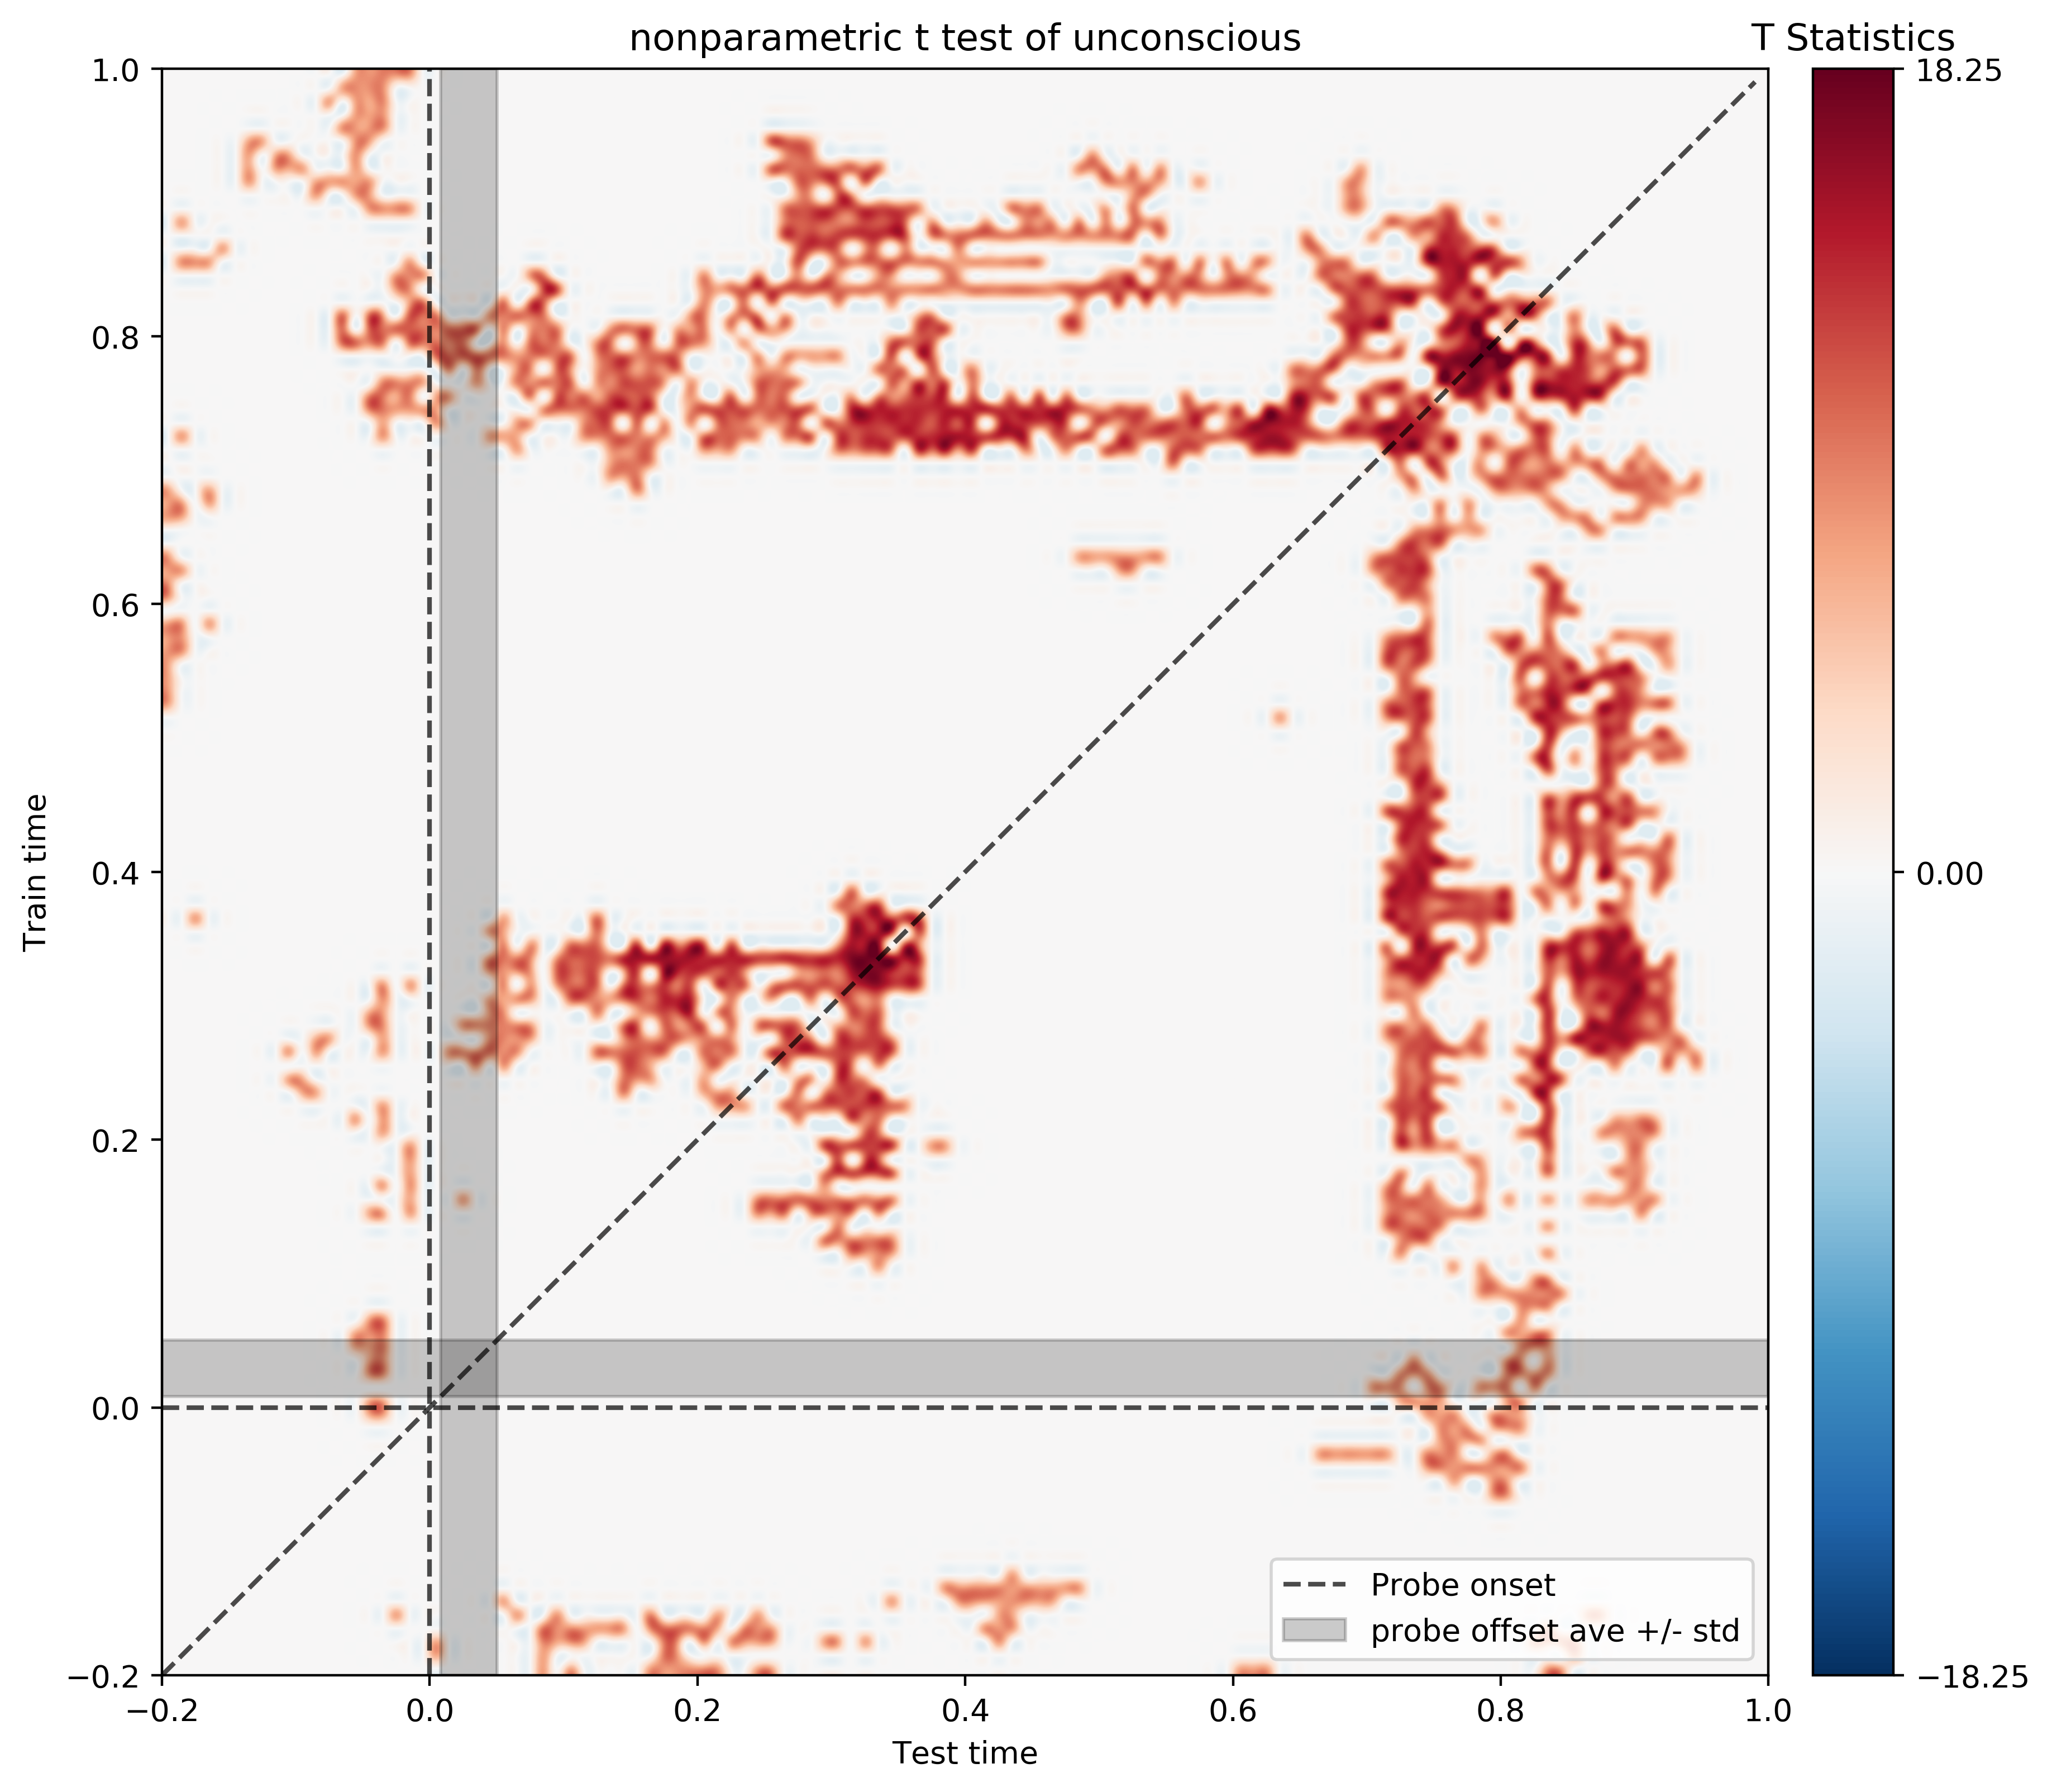 nonparametric t test of unconscious
T Statistics
18.25
0.00
−18.25
Train time
1.0
0.8
0.6
0.4
0.2
0.0
−0.2
−0.2
0.0
0.2
0.4
0.6
0.8
1.0
Test time
Probe onset
probe offset ave +/- std